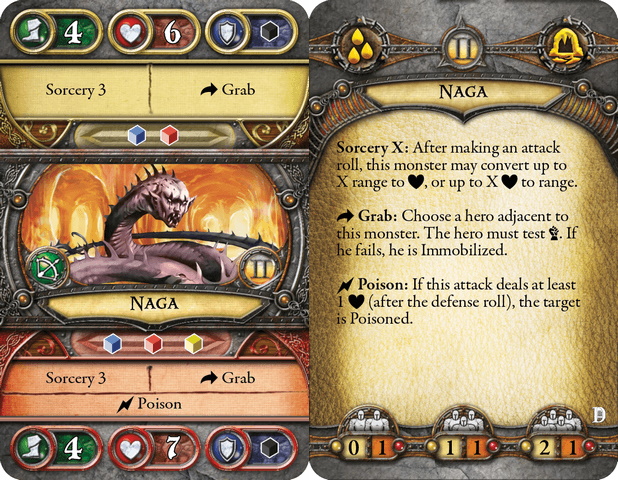 4 6
Sorcery 3 Grab
II
NAGA
Sorcery 3 Grab
Poison
4 7
II
NAGA
Sorcery X: After making an attack
roll, this monster may convert up to
X range to ♥, or up to X ♥ to range.
Grab: Choose a hero adjacent to
this monster. The hero must test . If
he fails, he is Immobilized.
Poison: If this attack deals at least
1 ♥ (after the defense roll), the target
is Poisoned.
D
0 1 1 1 2 1